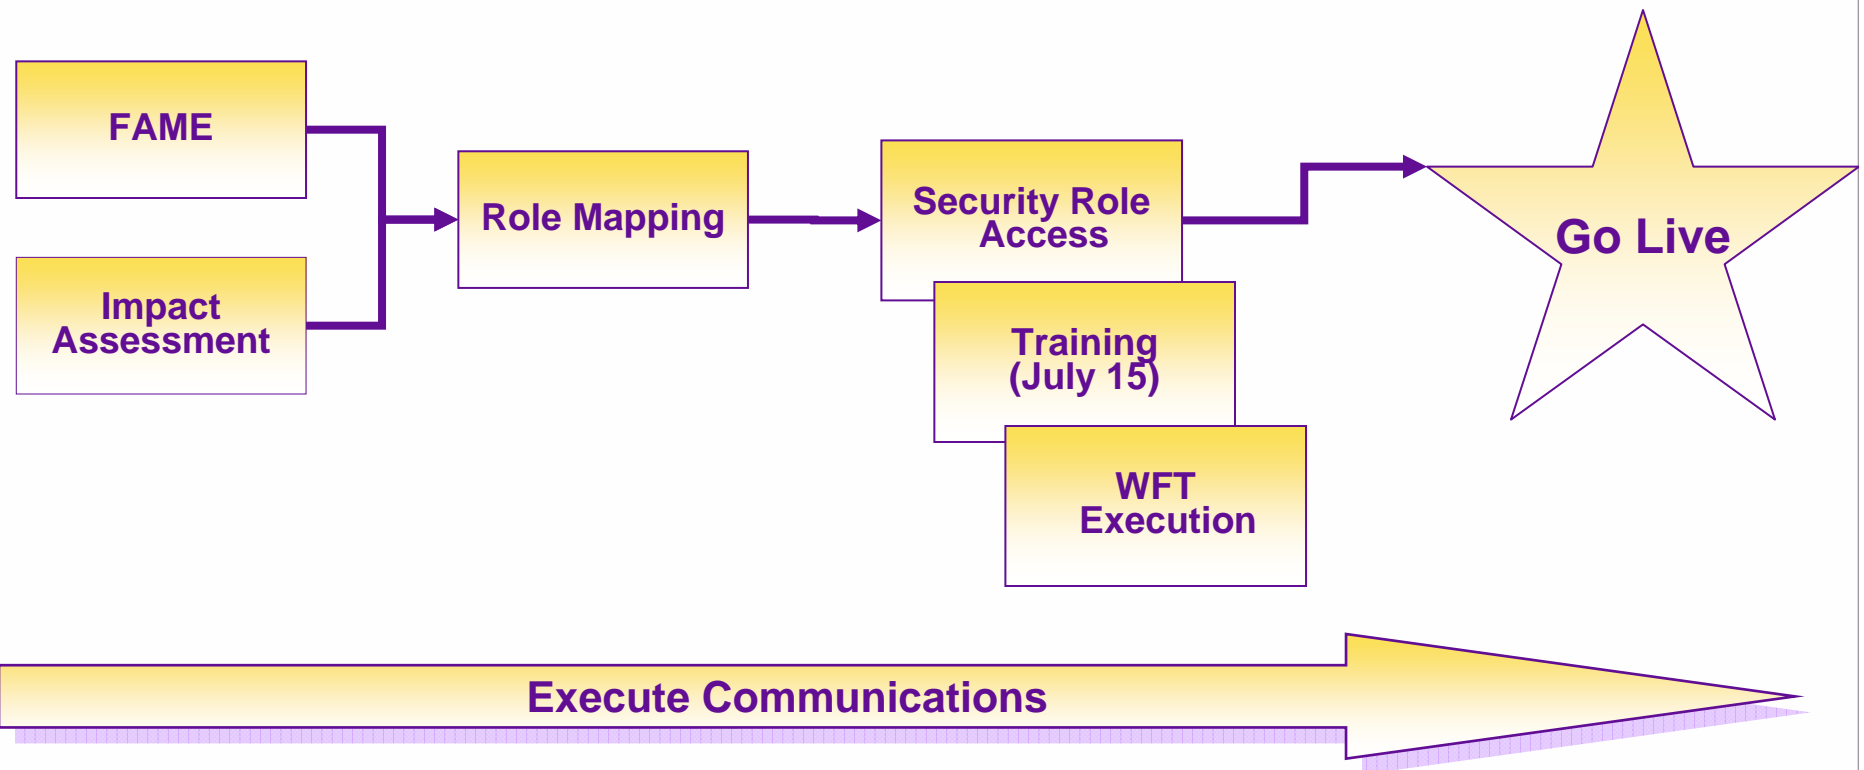 FAME
Impact
Assessment
Role Mapping
Security Role
Access
Training
(July 15)
WFT
Execution
Go Live
Execute Communications